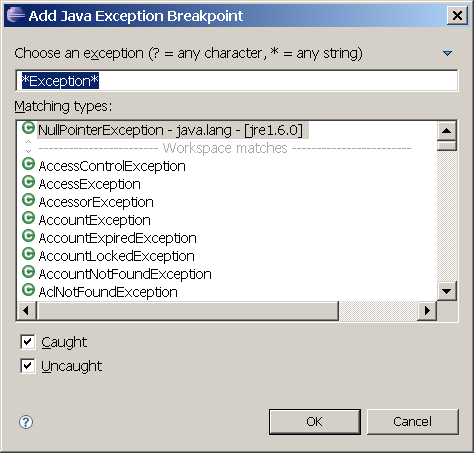 Add Java Exception Breakpoint
Choose an exception (? = any character, * = any string)
*Exception*
Matching types:
NullPointerException - java.lang - [jre1.6.0]
Workspace matches
AccessControlException
AccessException
AccessorException
AccountException
AccountExpiredException
AccountLockedException
AccountNotFoundException
AclNotFoundException
Caught
Uncaught
OK
Cancel